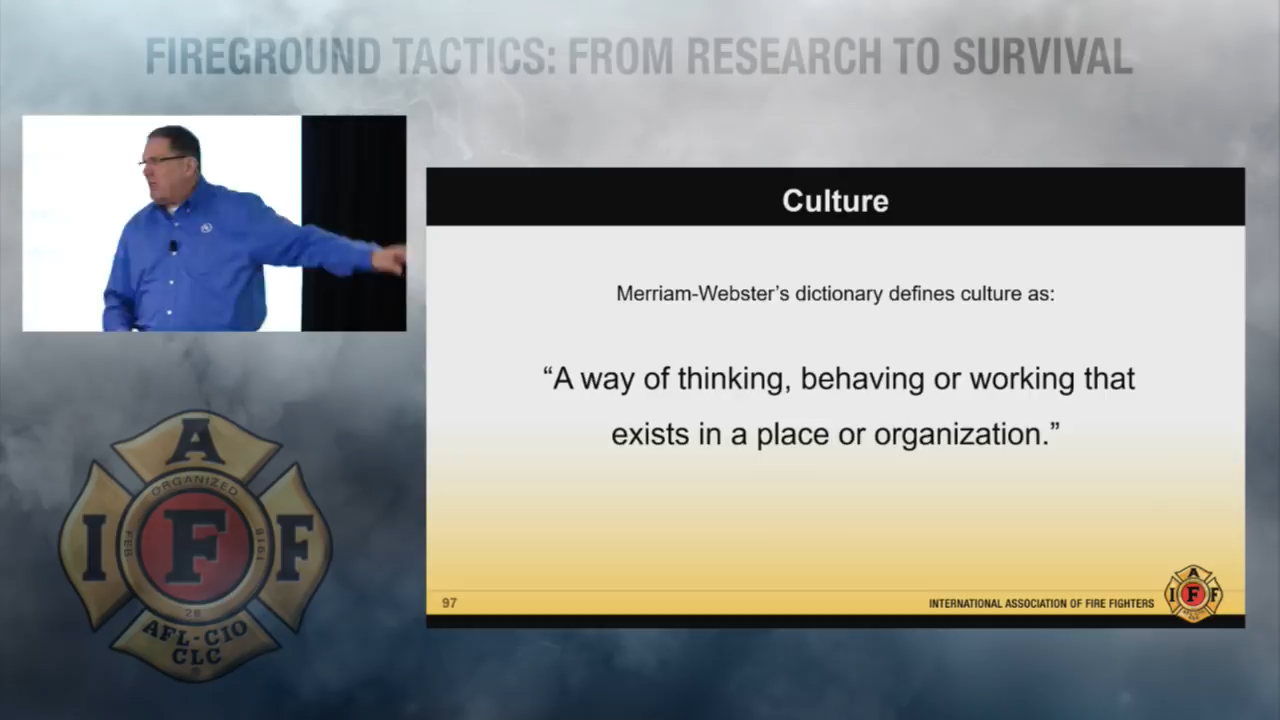 FIREGROUND TACTICS: FROM RESEARCH TO SURVIVAL
Culture
Merriam-Webster’s dictionary defines culture as:
“A way of thinking, behaving or working that
exists in a place or organization.”
97
INTERNATIONAL ASSOCIATION OF FIRE FIGHTERS
A
I F F
A
ORGANIZED
I F F
FEB 1918
28
AFL-CIO
CLC